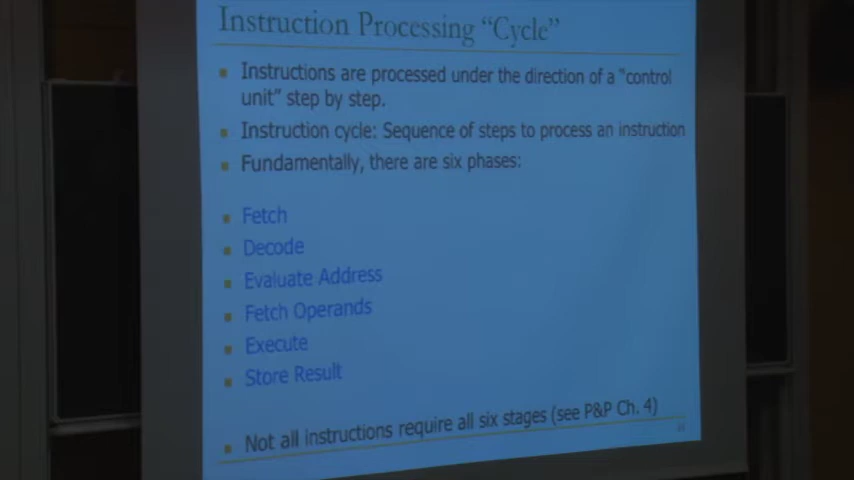 Instruction Processing “Cycle”
Instructions are processed under the direction of a “control
unit” step by step.
Instruction cycle: Sequence of steps to process an instruction
Fundamentally, there are six phases:
Fetch
Decode
Evaluate Address
Fetch Operands
Execute
Store Result
Not all instructions require all six stages (see P&P Ch. 4)